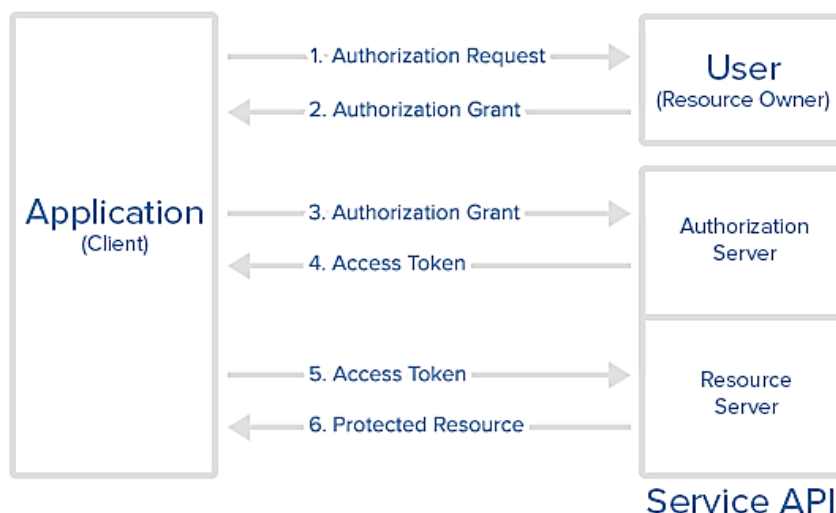 1. Authorization Request
User
(Resource Owner)
2. Authorization Grant
Application
(Client)
3. Authorization Grant
Authorization
Server
4. Access Token
5. Access Token
Resource
Server
6. Protected Resource
Service API